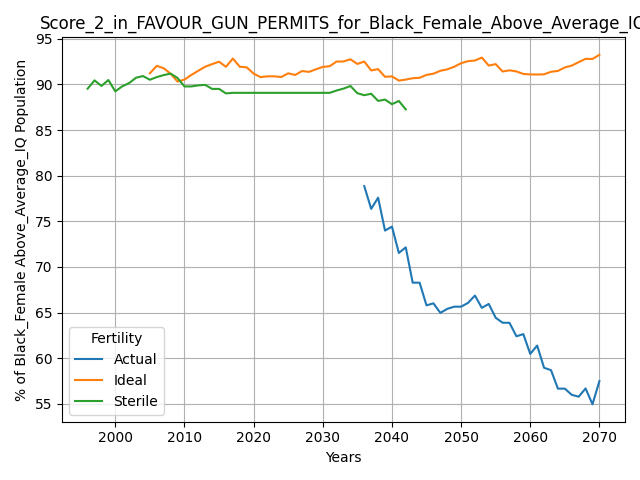 Score_2_in_FAVOUR_GUN_PERMITS_for_Black_Female_Above_Average_IQ
% of Black_Female Above_Average_IQ Population
95
90
85
80
75
70
65
60
55
Fertility
Actual
Ideal
Sterile
2000 2010 2020 2030 2040 2050 2060 2070
Years